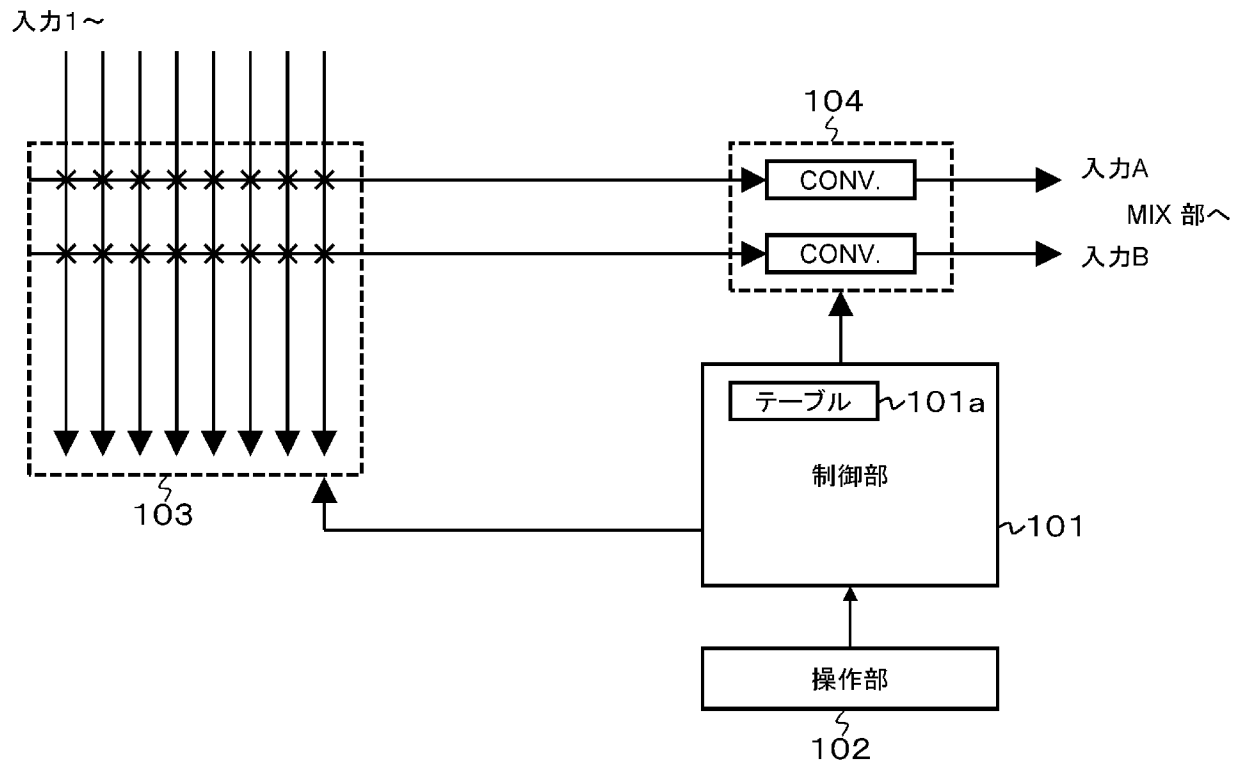 入力1～
104
CONV.
入力A
MIX 部へ
CONV.
入力B
テーブル
101a
制御部
103
101
操作部
102